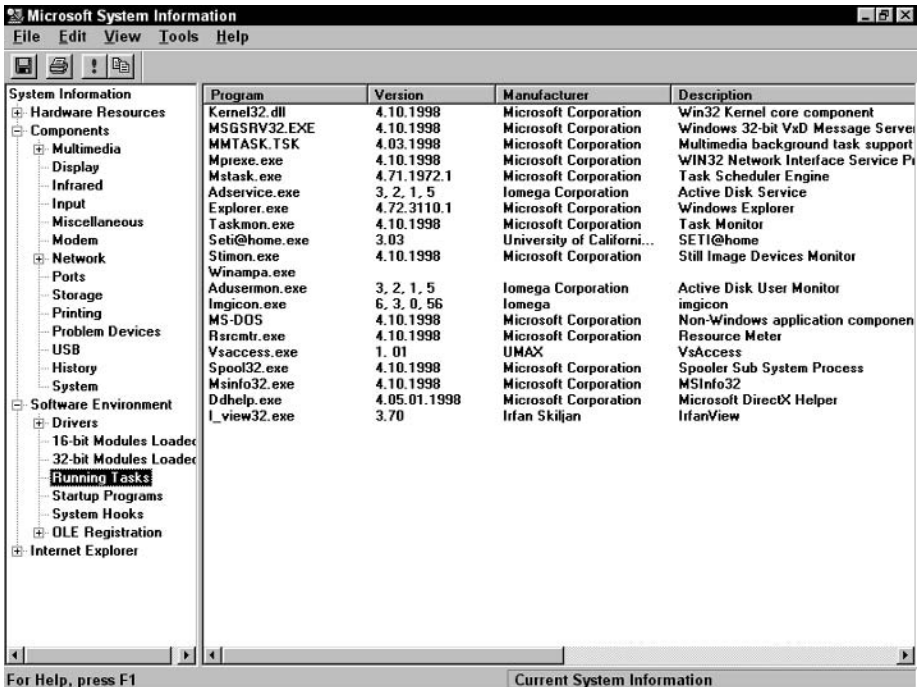 Microsoft System Information
File Edit View Tools Help
System Information
Hardware Resources
Components
Multimedia
Display
Infrared
Input
Miscellaneous
Modem
Network
Ports
Storage
Printing
Problem Devices
USB
History
System
Software Environment
Drivers
16-bit Modules Loaded
32-bit Modules Loaded
Running Tasks
Startup Programs
System Hooks
OLE Registration
Internet Explorer
Program Version Manufacturer Description
Kernel32.dll 4.10.1998 Microsoft Corporation Win32 Kernel core component
MSGSRV32.EXE 4.10.1998 Microsoft Corporation Windows 32-bit VxD Message Server
MMTASK.TSK 4.03.1998 Microsoft Corporation Multimedia background task support
Mprexe.exe 4.10.1998 Microsoft Corporation WIN32 Network Interface Service Pr
Mstask.exe 4.71.1972.1 Microsoft Corporation Task Scheduler Engine
Adservice.exe 3, 2, 1, 5 Iomega Corporation Active Disk Service
Explorer.exe 4.72.3110.1 Microsoft Corporation Windows Explorer
Taskmon.exe 4.10.1998 Microsoft Corporation Task Monitor
Seti@home.exe 3.03 University of Californi... SETI@home
Stimon.exe 4.10.1998 Microsoft Corporation Still Image Devices Monitor
Winampa.exe
Adusermon.exe 3, 2, 1, 5 Iomega Corporation Active Disk User Monitor
Imgicon.exe 6, 3, 0, 56 Iomega imgicon
MS-DOS 4.10.1998 Microsoft Corporation Non-Windows application componen
Rsrcmtr.exe 4.10.1998 Microsoft Corporation Resource Meter
Vsaccess.exe 1. 01 UMAX VsAccess
Spool32.exe 4.10.1998 Microsoft Corporation Spooler Sub System Process
Msinfo32.exe 4.10.1998 Microsoft Corporation MSInfo32
Ddhelp.exe 4.05.01.1998 Microsoft Corporation Microsoft DirectX Helper
I_view32.exe 3.70 Irfan Skiljan IrfanView
For Help, press F1 Current System Information